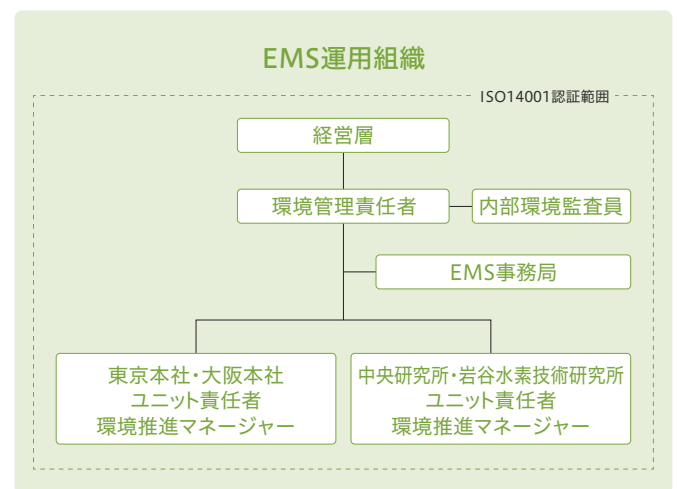 EMS運用組織
ISO14001認証範囲
経営層
環境管理責任者
内部環境監査員
EMS事務局
東京本社・大阪本社
ユニット責任者
環境推進マネージャー
中央研究所・岩谷水素技術研究所
ユニット責任者
環境推進マネージャー